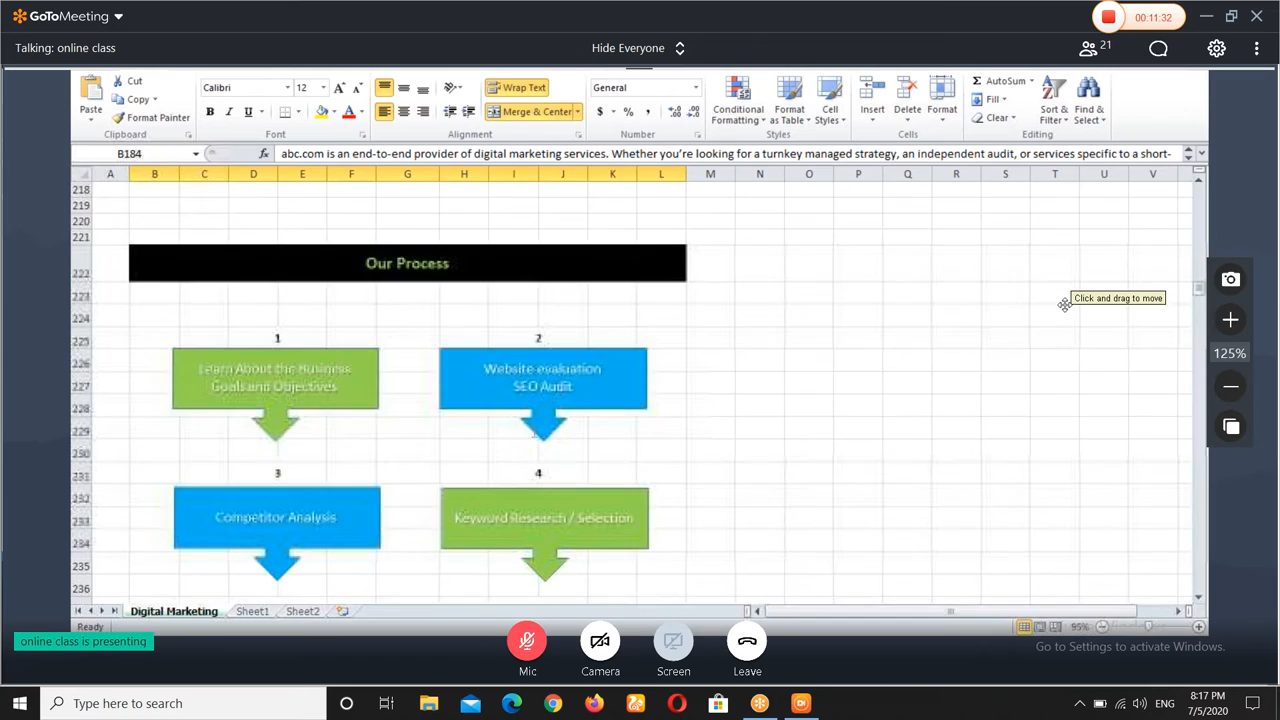 GoToMeeting
00:11:32
Talking: online class
Hide Everyone
21
Paste
Cut
Copy
Format Painter
Clipboard
Calibri
12
B I U
Font
Wrap Text
Merge & Center
Alignment
General
$ % ,
Number
Conditional Formatting
Format as Table
Cell Styles
Styles
Insert
Delete
Format
Cells
AutoSum
Fill
Clear
Sort & Filter
Find & Select
Editing
B184
fx
abc.com is an end-to-end provider of digital marketing services. Whether you're looking for a turnkey managed strategy, an independent audit, or services specific to a short-
A B C D E F G H I J K L M N O P Q R S T U V
218
219
220
221
222
223
224
225
226
227
228
229
230
231
232
233
234
235
236
Our Process
Click and drag to move
1
Learn About the Business
Goals and Objectives
2
Website evaluation
SEO Audit
3
Competitor Analysis
4
Keyword Research / Selection
125%
Digital Marketing
Sheet1
Sheet2
Ready
95%
online class is presenting
Mic
Camera
Screen
Leave
Go to Settings to activate Windows.
Type here to search
ENG
8:17 PM
7/5/2020